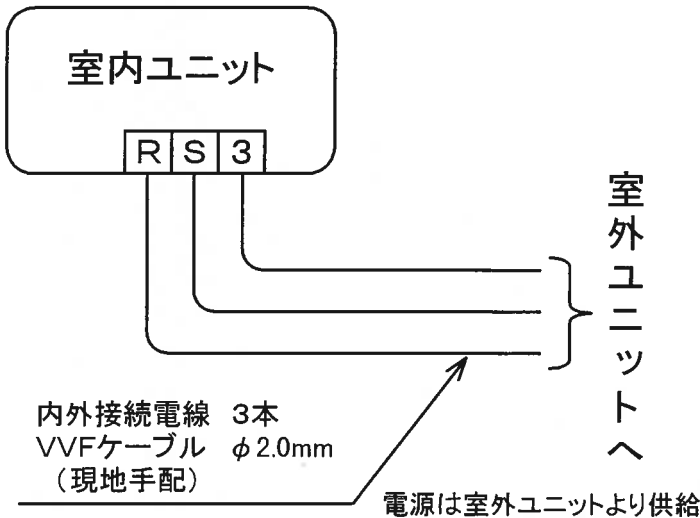 室内ユニット
R S 3
室外ユニットへ
内外接続電線 3本
VVFケーブル φ2.0mm
(現地手配)
電源は室外ユニットより供給